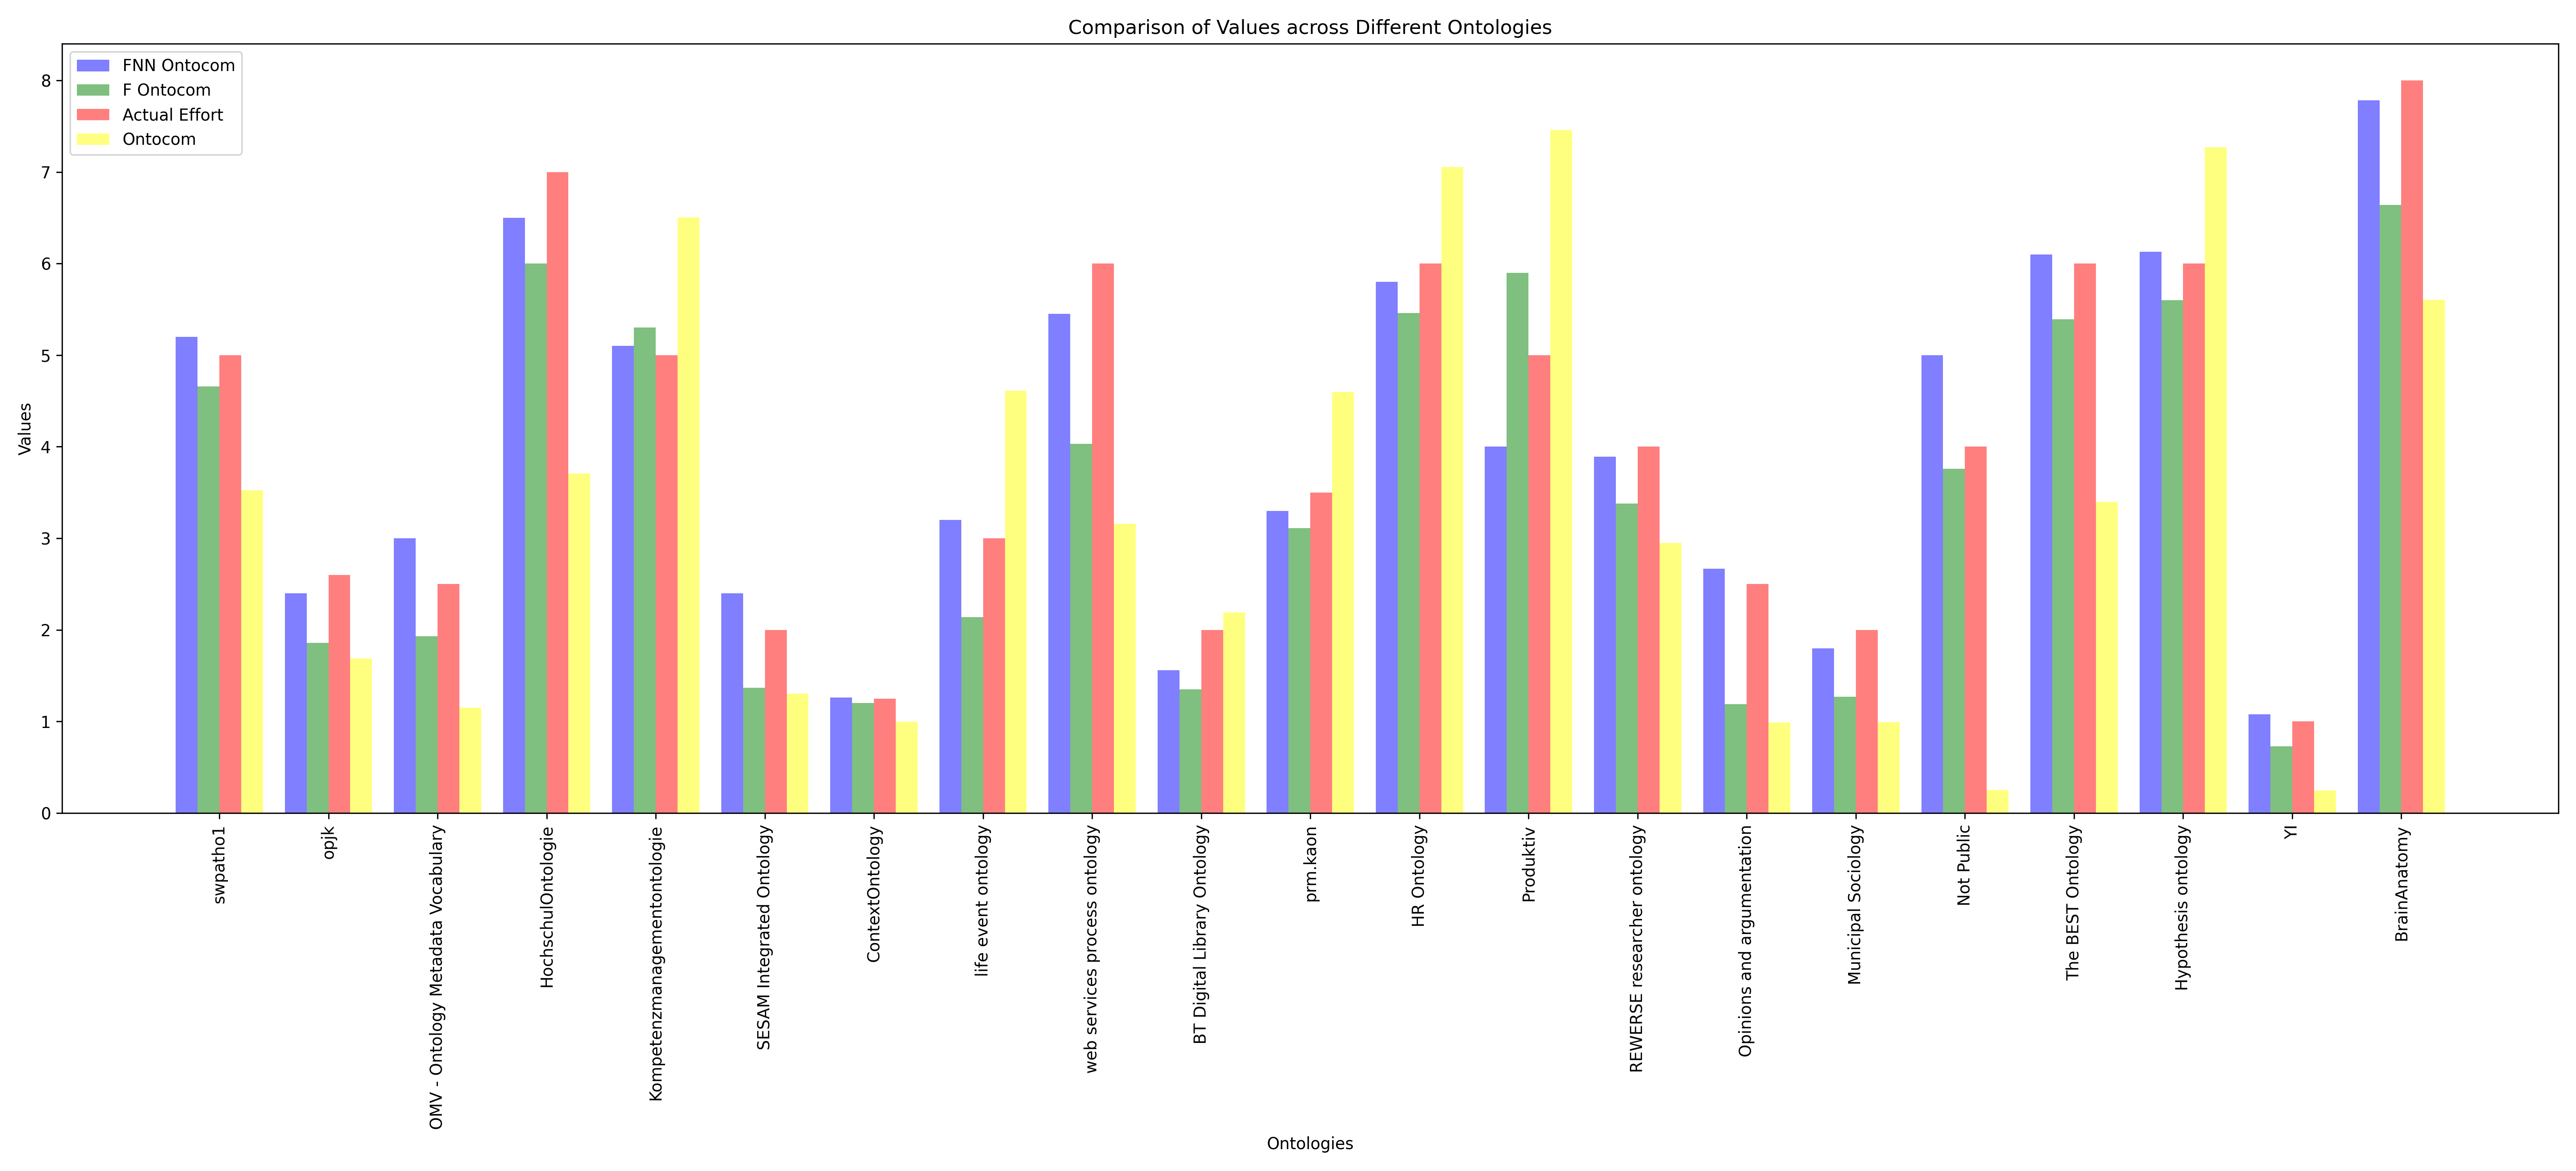 Comparison of Values across Different Ontologies
FNN Ontocom
F Ontocom
Actual Effort
Ontocom
8
7
6
5
4
3
2
1
0
Values
swpatho1
opjk
OMV - Ontology Metadata Vocabulary
HochschulOntologie
Kompetenzmanagementontologie
SESAM Integrated Ontology
ContextOntology
life event ontology
web services process ontology
BT Digital Library Ontology
prm.kaon
HR Ontology
Produktiv
REWERSE researcher ontology
Opinions and argumentation
Municipal Sociology
Not Public
The BEST Ontology
Hypothesis ontology
YI
BrainAnatomy
Ontologies